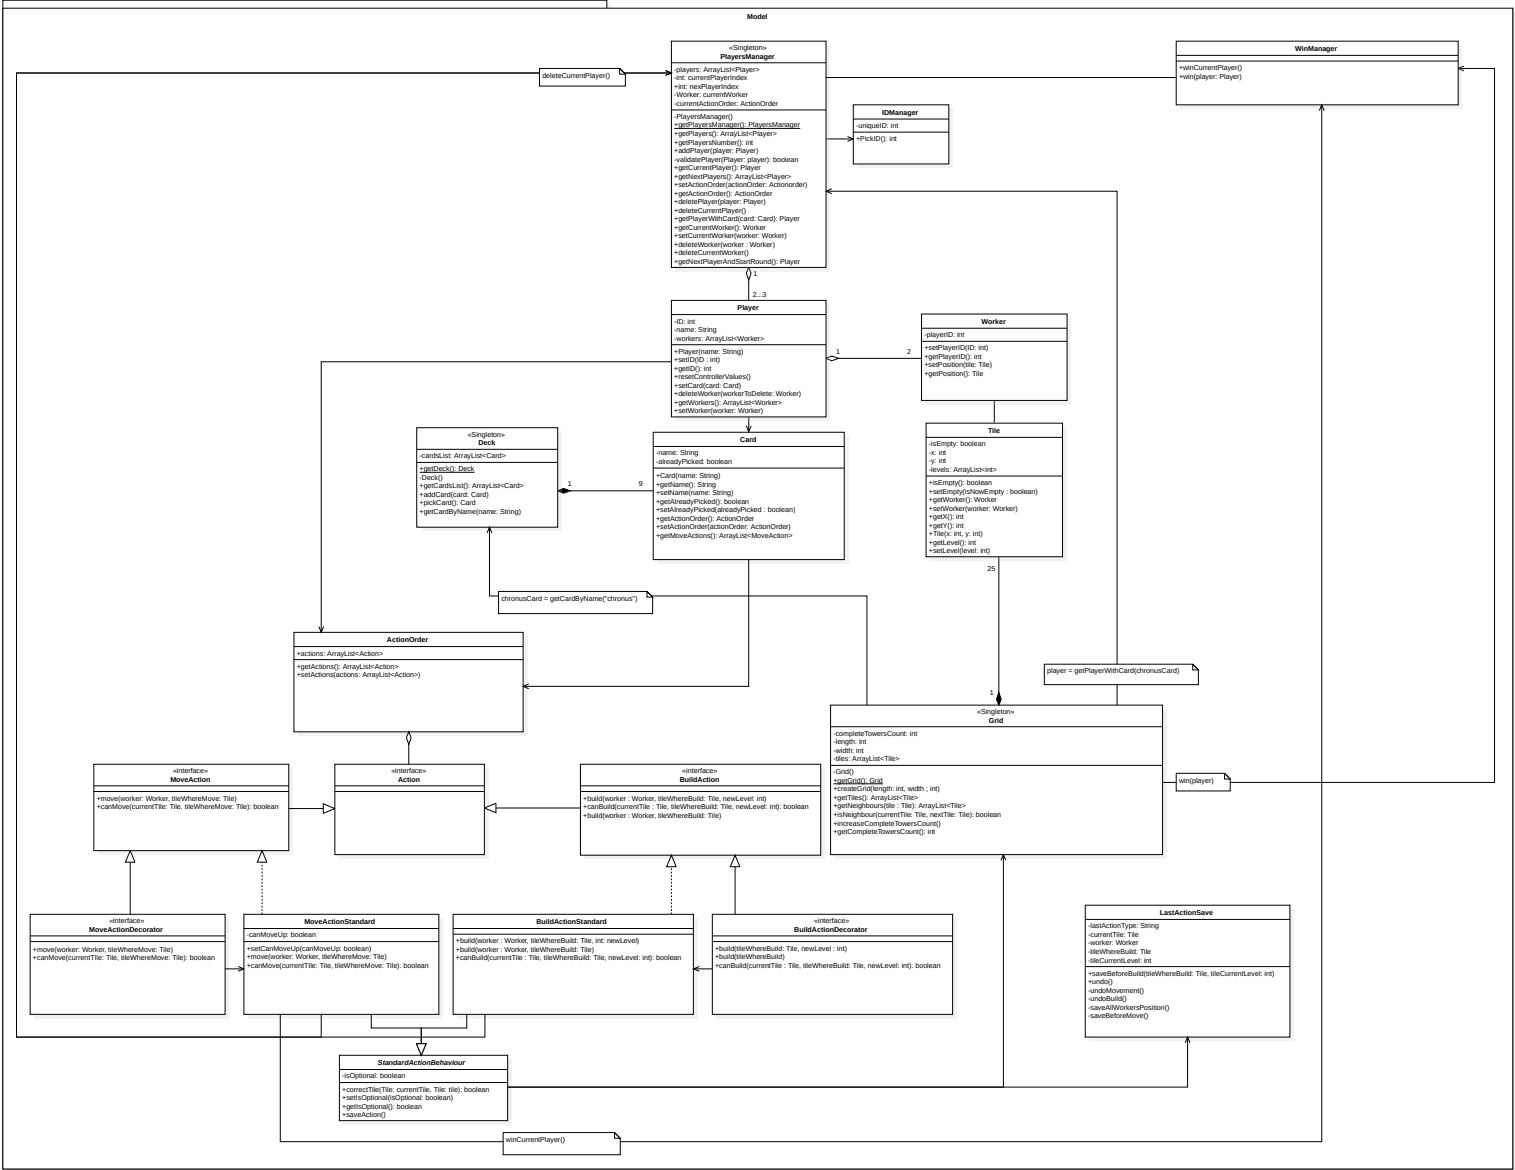 Model
«Singleton»
PlayersManager
-players: ArrayList<Player>
-int: currentPlayerIndex
+int: nexPlayerIndex
-Worker: currentWorker
-currentActionOrder: ActionOrder
-PlayersManager()
+getPlayersManager(): PlayersManager
+getPlayers(): ArrayList<Player>
+getPlayersNumber(): int
+addPlayer(player: Player)
-validatePlayer(Player: player): boolean
+getCurrentPlayer(): Player
+getNextPlayers(): ArrayList<Player>
+setActionOrder(actionOrder: Actionorder)
+getActionOrder(): ActionOrder
+deletePlayer(player: Player)
+deleteCurrentPlayer()
+getPlayerWithCard(card: Card): Player
+getCurrentWorker(): Worker
+setCurrentWorker(worker: Worker)
+deleteWorker(worker : Worker)
+deleteCurrentWorker()
+getNextPlayerAndStartRound(): Player
deleteCurrentPlayer()
WinManager
+winCurrentPlayer()
+win(player: Player)
IDManager
-uniqueID: int
+PickID(): int
1
2...3
Player
-ID: int
-name: String
-workers: ArrayList<Worker>
+Player(name: String)
+setID(ID : int)
+getID(): int
+resetControllerValues()
+setCard(card: Card)
+deleteWorker(workerToDelete: Worker)
+getWorkers(): ArrayList<Worker>
+setWorker(worker: Worker)
1
2
Worker
-playerID: int
+setPlayerID(ID: int)
+getPlayerID(): int
+setPosition(tile: Tile)
+getPosition(): Tile
«Singleton»
Deck
-cardsList: ArrayList<Card>
+getDeck(): Deck
-Deck()
+getCardsList(): ArrayList<Card>
+addCard(card: Card)
+pickCard(): Card
+getCardByName(name: String)
1
9
Card
-name: String
-alreadyPicked: boolean
+Card(name: String)
+getName(): String
+setName(name: String)
+getAlreadyPicked(): boolean
+setAlreadyPicked(alreadyPicked : boolean)
+getActionOrder(): ActionOrder
+setActionOrder(actionOrder: ActionOrder)
+getMoveActions(): ArrayList<MoveAction>
Tile
-isEmpty: boolean
-x: int
-y: int
-levels: ArrayList<int>
+isEmpty(): boolean
+setEmpty(isNowEmpty : boolean)
+getWorker(): Worker
+setWorker(worker: Worker)
+getX(): int
+getY(): int
+Tile(x: int, y: int)
+getLevel(): int
+setLevel(level: int)
25
1
chronusCard = getCardByName("chronus")
player = getPlayerWithCard(chronusCard)
ActionOrder
+actions: ArrayList<Action>
+getActions(): ArrayList<Action>
+setActions(actions: ArrayList<Action>)
«Singleton»
Grid
-completeTowersCount: int
-length: int
-width: int
-tiles: ArrayList<Tile>
-Grid()
+getGrid(): Grid
+createGrid(length: int, width ; int)
+getTiles(): ArrayList<Tile>
+getNeighbours(tile : Tile): ArrayList<Tile>
+isNeighbour(currentTile: Tile, nextTile: Tile): boolean
+increaseCompleteTowersCount()
+getCompleteTowersCount(): int
win(player)
«interface»
MoveAction
+move(worker: Worker, tileWhereMove: Tile)
+canMove(currentTile: Tile, tileWhereMove: Tile): boolean
«interface»
Action
«interface»
BuildAction
+build(worker : Worker, tileWhereBuild: Tile, newLevel: int)
+canBuild(currentTile : Tile, tileWhereBuild: Tile, newLevel: int): boolean
+build(worker : Worker, tileWhereBuild: Tile)
«interface»
MoveActionDecorator
+move(worker: Worker, tileWhereMove: Tile)
+canMove(currentTile: Tile, tileWhereMove: Tile): boolean
MoveActionStandard
-canMoveUp: boolean
+setCanMoveUp(canMoveUp: boolean)
+move(worker: Worker, tileWhereMove: Tile)
+canMove(currentTile: Tile, tileWhereMove: Tile): boolean
BuildActionStandard
+build(worker : Worker, tileWhereBuild: Tile, int: newLevel)
+build(worker : Worker, tileWhereBuild: Tile)
+canBuild(currentTile : Tile, tileWhereBuild: Tile, newLevel: int): boolean
«interface»
BuildActionDecorator
+build(tileWhereBuild: Tile, newLevel : int)
+build(tileWhereBuild)
+canBuild(currentTile : Tile, tileWhereBuild: Tile, newLevel: int): boolean
LastActionSave
-lastActionType: String
-currentTile: Tile
-worker: Worker
-tileWhereBuild: Tile
-tileCurrentLevel: int
+saveBeforeBuild(tileWhereBuild: Tile, tileCurrentLevel: int)
+undo()
-undoMovement()
-undoBuild()
-saveAllWorkersPosition()
-saveBeforeMove()
StandardActionBehaviour
-isOptional: boolean
+correctTile(Tile: currentTile, Tile: tile): boolean
+setIsOptional(isOptional: boolean)
+getIsOptional(): boolean
+saveAction()
winCurrentPlayer()